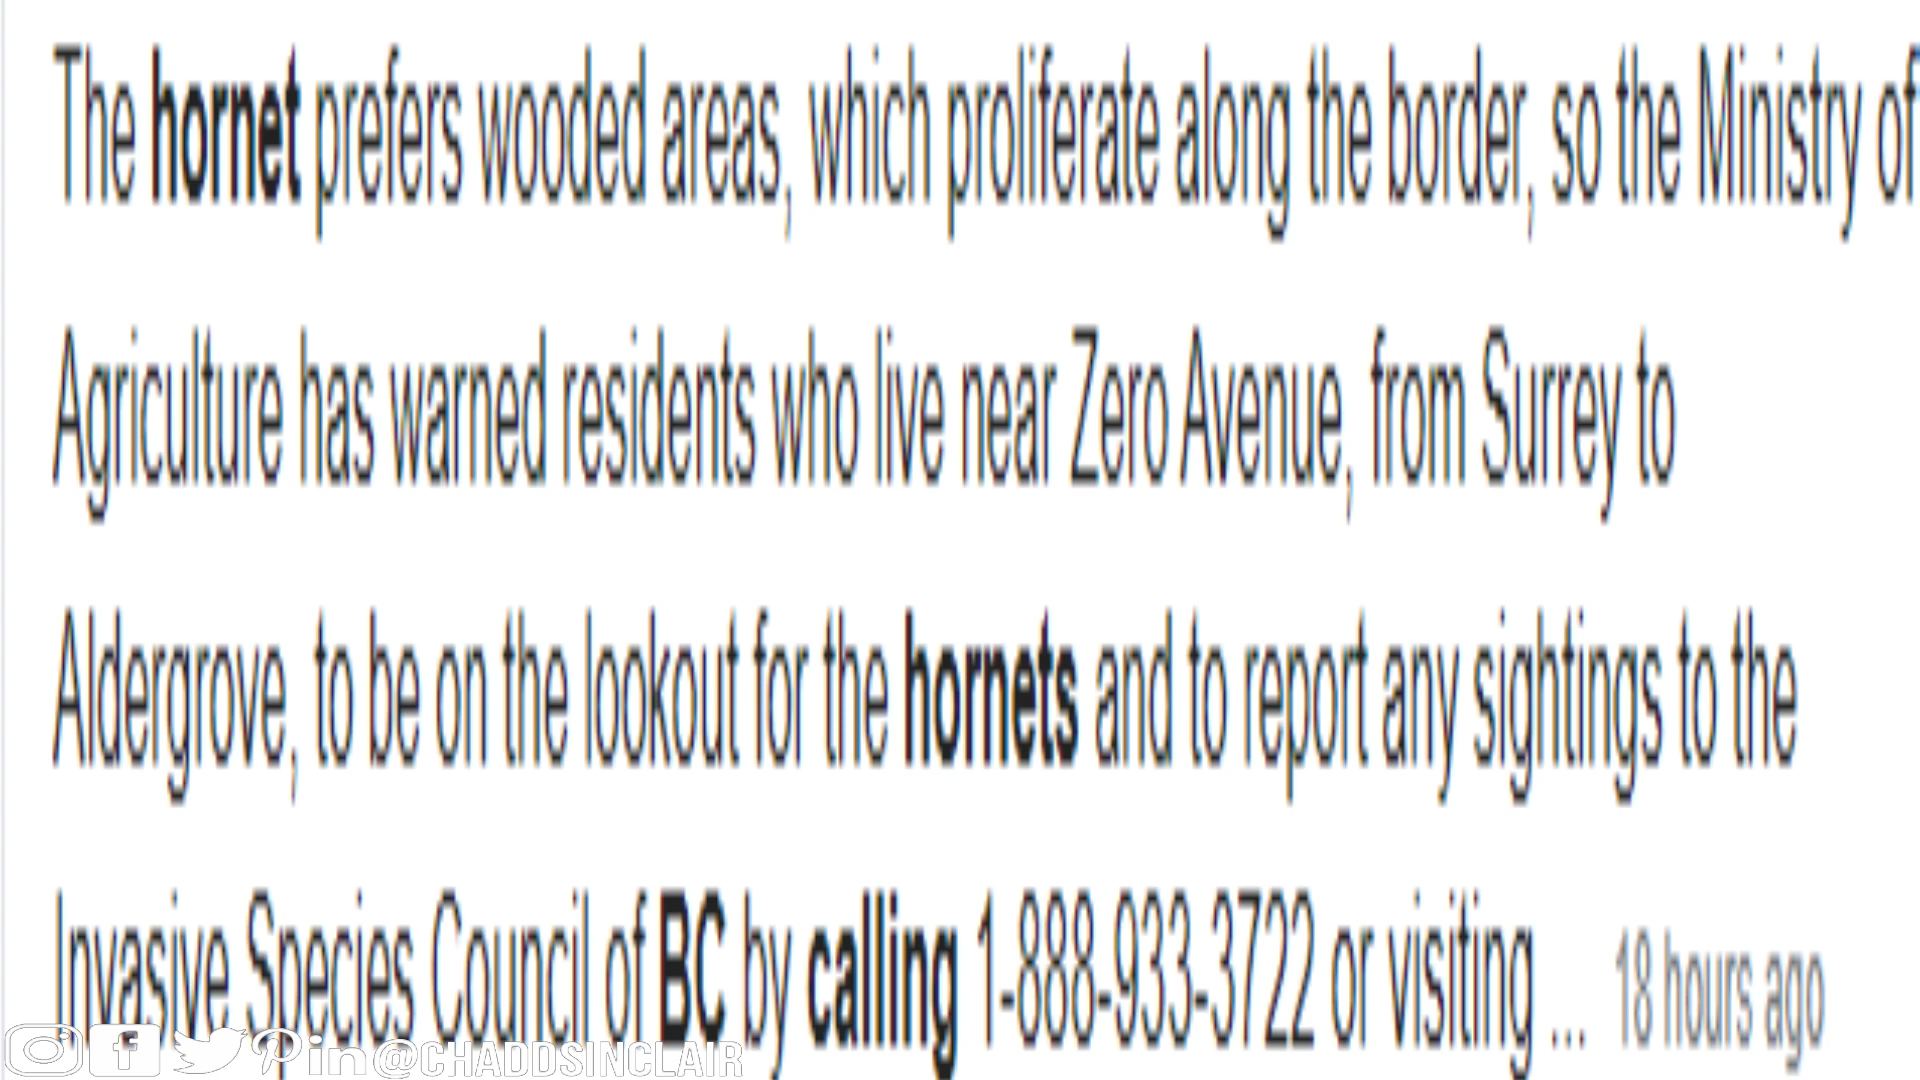 The hornet prefers wooded areas, which proliferate along the border, so the Ministry of
Agriculture has warned residents who live near Zero Avenue, from Surrey to
Aldergrove, to be on the lookout for the hornets and to report any sightings to the
Invasive Species Council of BC by calling 1-888-933-3722 or visiting ... 18 hours ago
@CHADDSINCLAIR